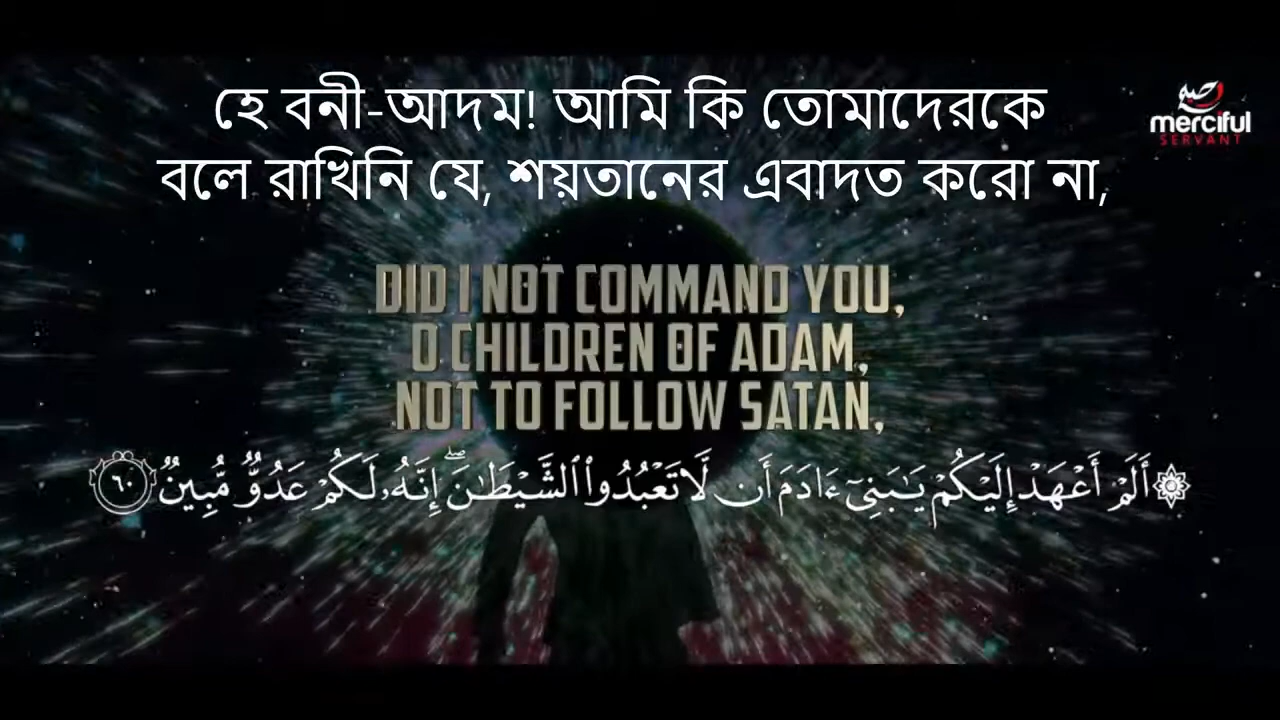 হে বনী-আদম! আমি কি তোমাদেরকে
বলে রাখিনি যে, শয়তানের এবাদত করো না,
merciful
SERVANT
DID I NOT COMMAND YOU,
O CHILDREN OF ADAM,
NOT TO FOLLOW SATAN,
۞ أَلَمْ أَعْهَدْ إِلَيْكُمْ يَـٰبَنِىٓ ءَادَمَ أَن لَّا تَعْبُدُوا۟ ٱلشَّيْطَـٰنَ ۖ إِنَّهُۥ لَكُمْ عَدُوٌّ مُّبِينٌ ٦٠